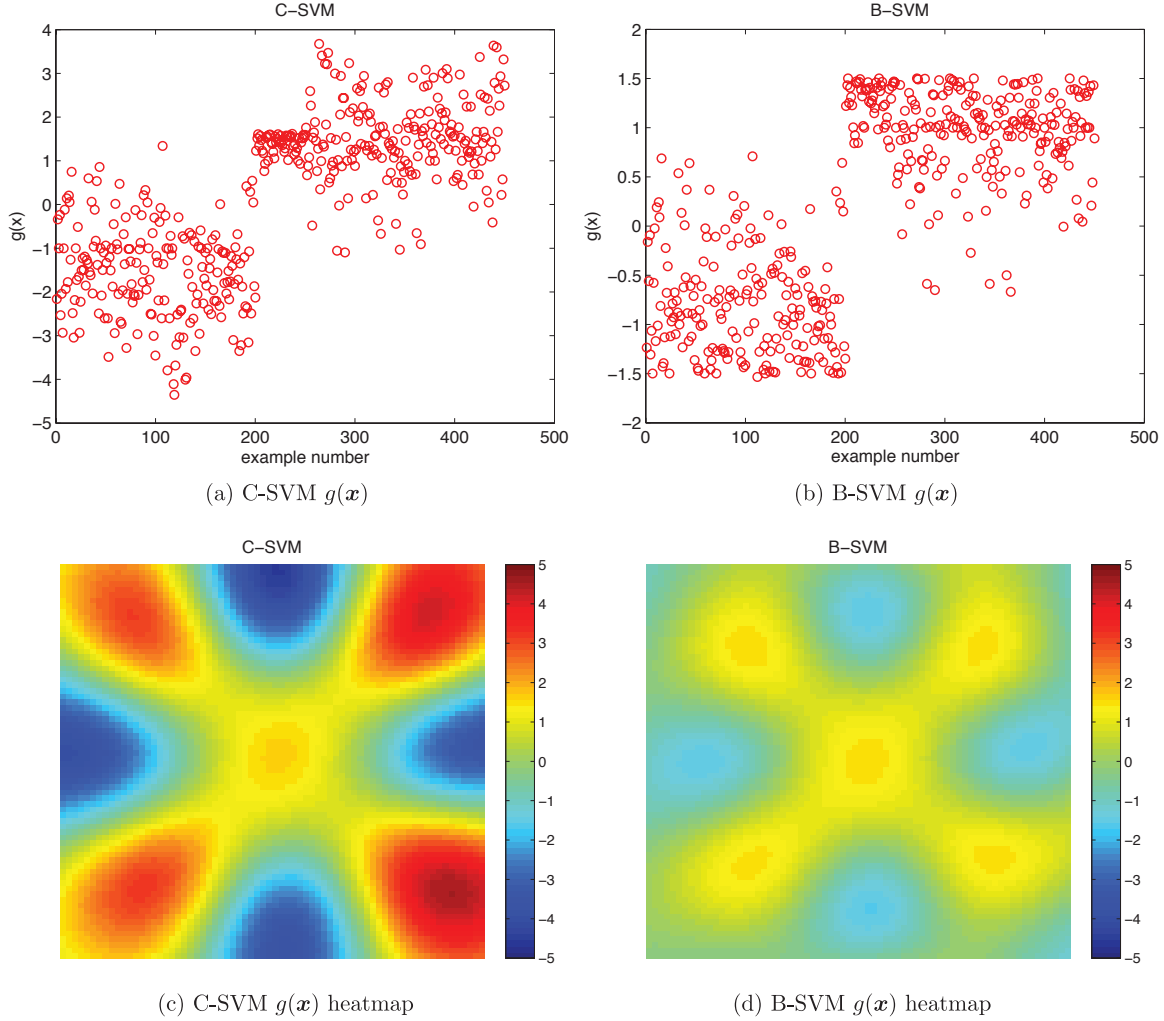 C−SVM
4
3
2
1
0
−1
−2
−3
−4
−5
g(x)
0 100 200 300 400 500
example number
(a) C-SVM g(x)
B−SVM
2
1.5
1
0.5
0
−0.5
−1
−1.5
−2
g(x)
0 100 200 300 400 500
example number
(b) B-SVM g(x)
C−SVM
5
4
3
2
1
0
−1
−2
−3
−4
−5
(c) C-SVM g(x) heatmap
B−SVM
5
4
3
2
1
0
−1
−2
−3
−4
−5
(d) B-SVM g(x) heatmap